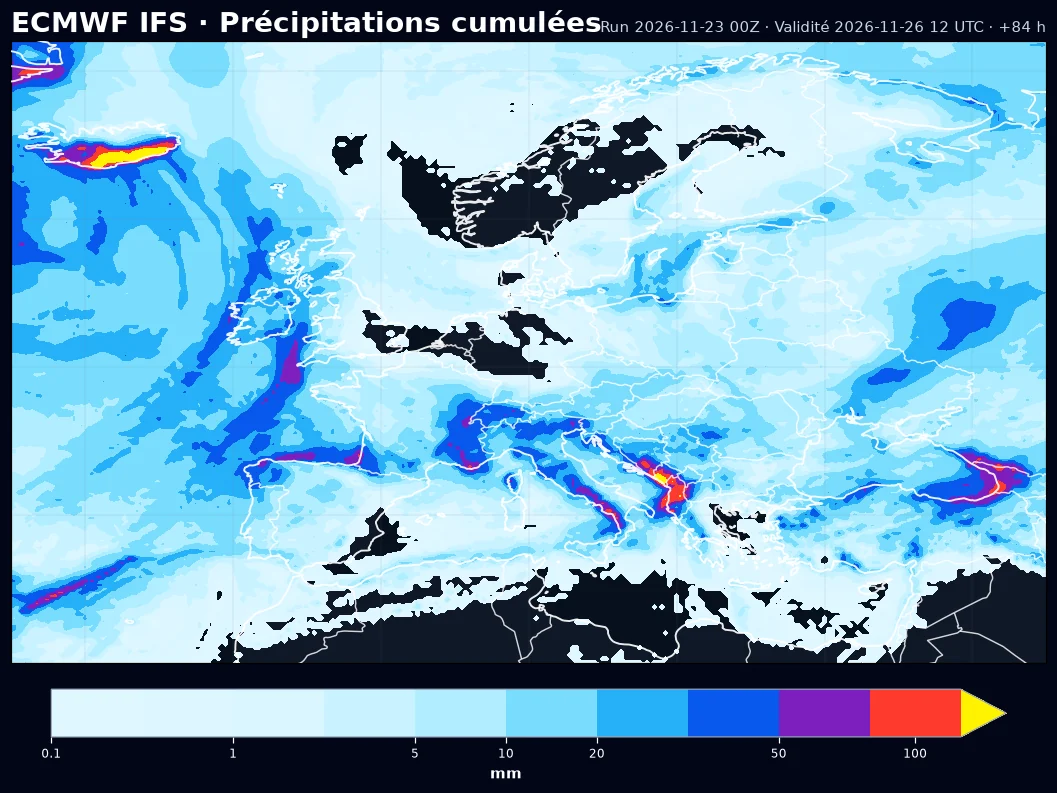 ECMWF IFS · Précipitations cumulées
Run 2026-11-23 00Z · Validité 2026-11-26 12 UTC · +84 h
0.1 1 5 10 20 50 100
mm